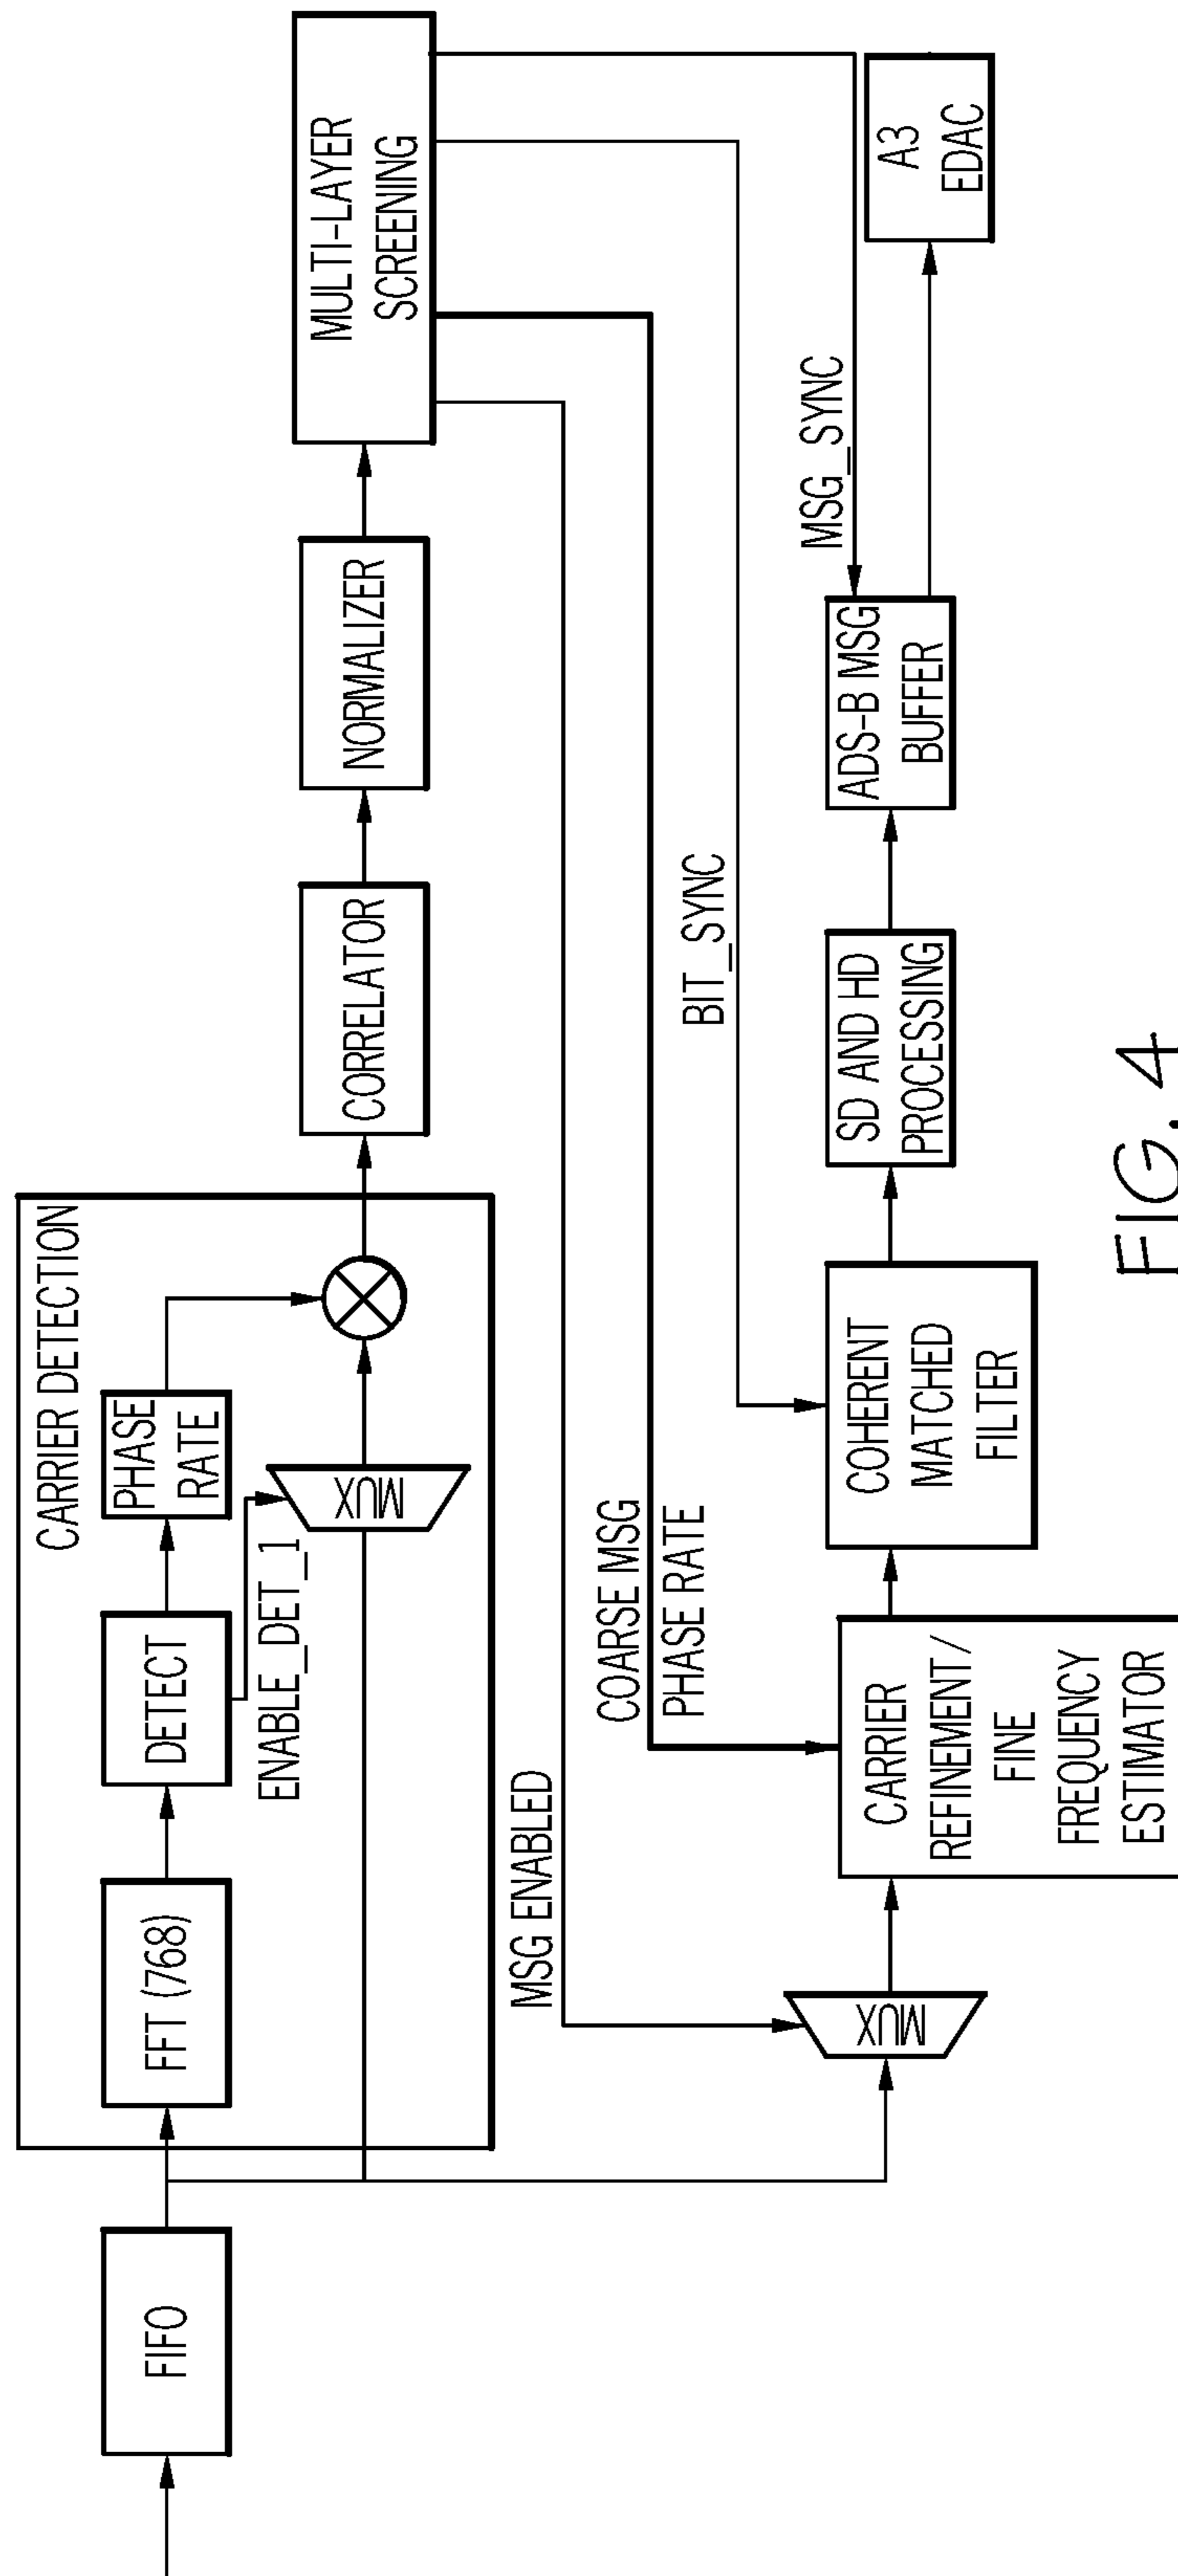 CARRIER DETECTION
FIFO
FFT (768)
DETECT
PHASE
RATE
ENABLE_DET_1
MUX
CORRELATOR
NORMALIZER
MULTI-LAYER
SCREENING
MSG ENABLED
COARSE MSG
PHASE RATE
BIT_SYNC
MSG_SYNC
MUX
CARRIER
REFINEMENT/
FINE
FREQUENCY
ESTIMATOR
COHERENT
MATCHED
FILTER
SD AND HD
PROCESSING
ADS-B MSG
BUFFER
A3
EDAC
FIG. 4